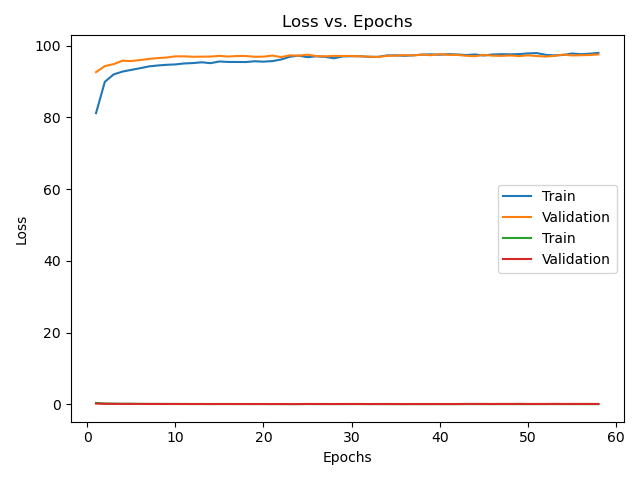 Loss vs. Epochs
Loss
100
80
60
40
20
0
Train
Validation
Train
Validation
0 10 20 30 40 50 60
Epochs